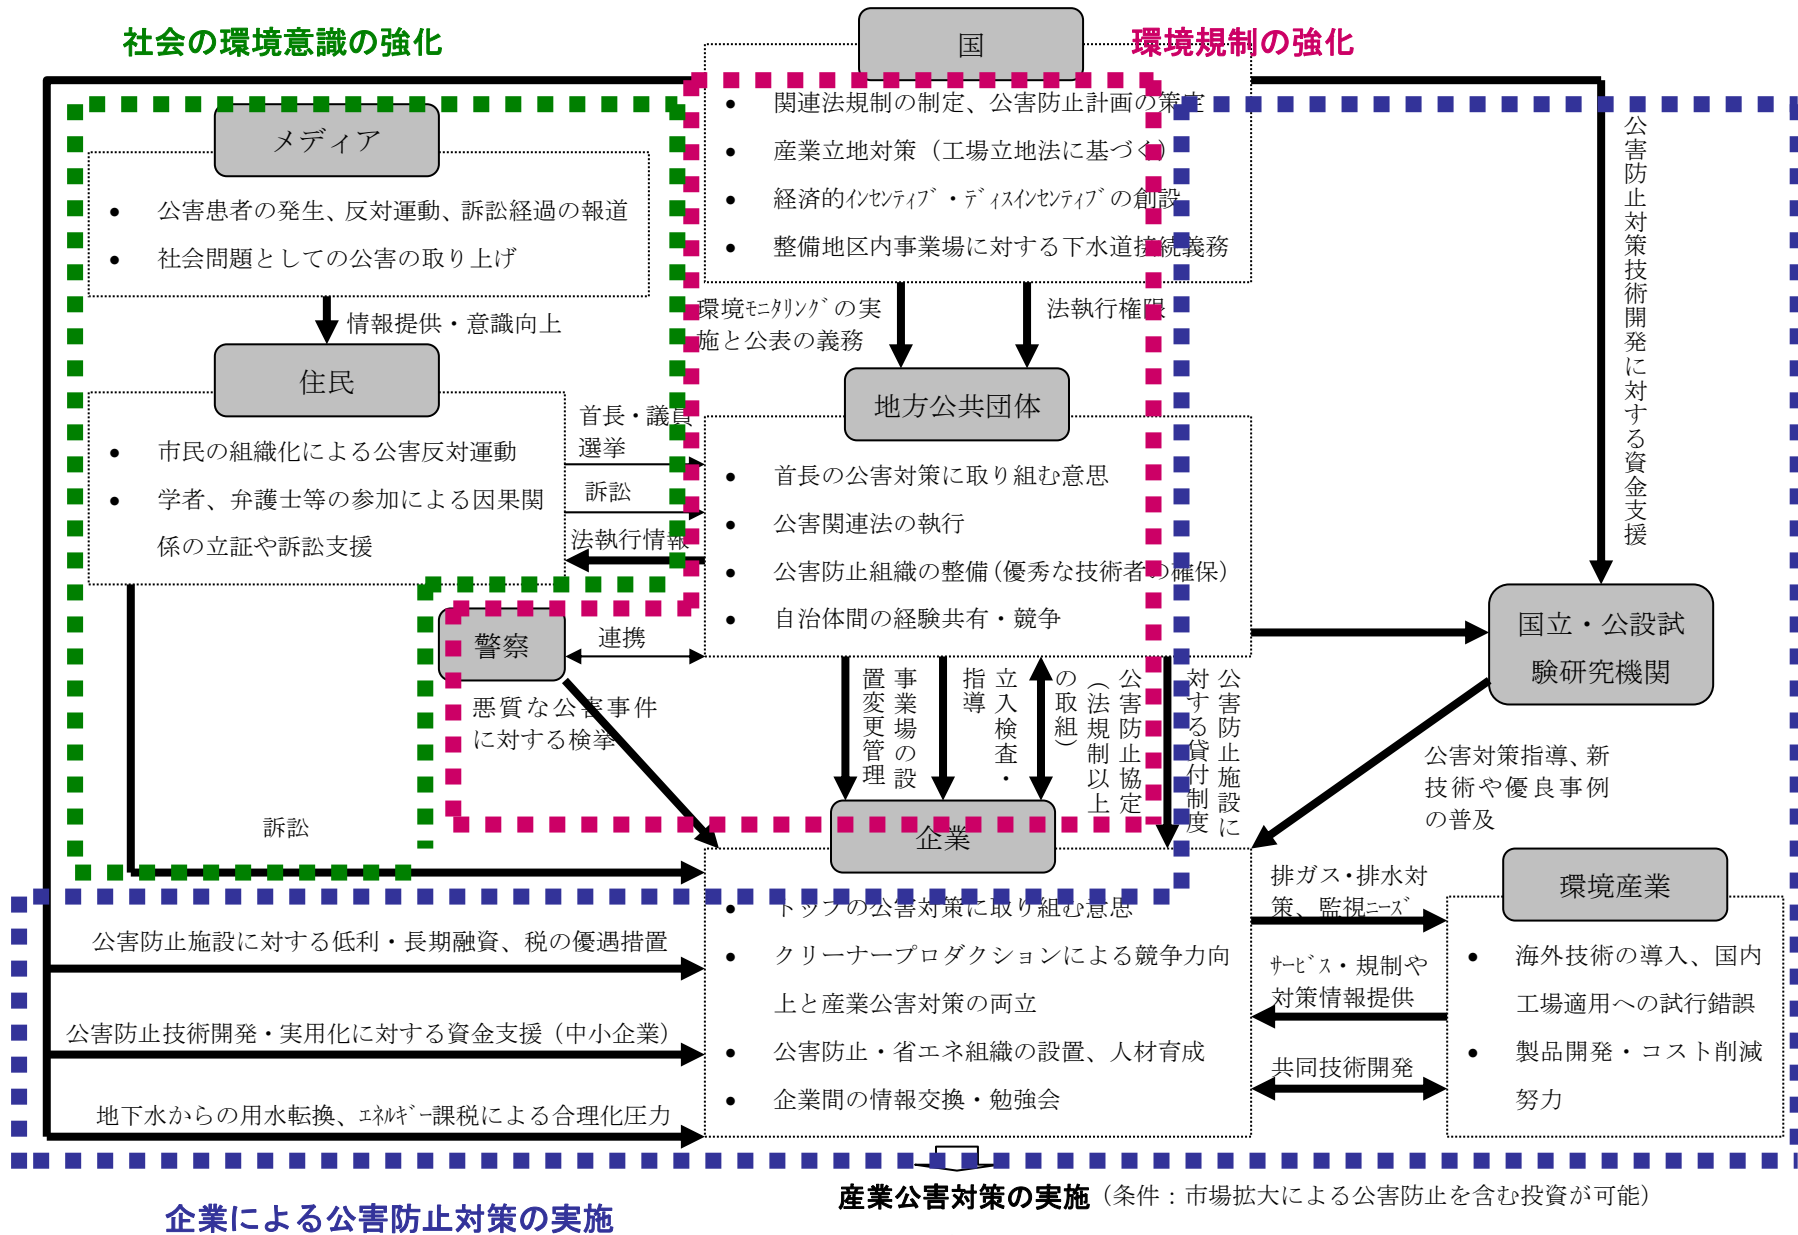 社会の環境意識の強化
国
環境規制の強化
関連法規制の制定、公害防止計画の策定
産業立地対策（工場立地法に基づく）
経済的ｲﾝｾﾝﾃｨﾌﾞ・ﾃﾞｨｽｲﾝｾﾝﾃｨﾌﾞの創設
整備地区内事業場に対する下水道接続義務
メディア
公害患者の発生、反対運動、訴訟経過の報道
社会問題としての公害の取り上げ
情報提供・意識向上
環境ﾓﾆﾀﾘﾝｸﾞの実
施と公表の義務
法執行権限
公害防止対策技術開発に対する資金支援
住民
市民の組織化による公害反対運動
学者、弁護士等の参加による因果関
係の立証や訴訟支援
首長・議員
選挙
訴訟
法執行情報
地方公共団体
首長の公害対策に取り組む意思
公害関連法の執行
公害防止組織の整備（優秀な技術者の確保）
自治体間の経験共有・競争
警察
連携
悪質な公害事件
に対する検挙
事業場の設
置変更管理
立入検査・
指導
公害防止協定
（法規制以上
の取組）
公害防止施設に
対する貸付制度
国立・公設試
験研究機関
公害対策指導、新
技術や優良事例
の普及
訴訟
企業
トップの公害対策に取り組む意思
クリーナープロダクションによる競争力向
上と産業公害対策の両立
公害防止・省エネ組織の設置、人材育成
企業間の情報交換・勉強会
公害防止施設に対する低利・長期融資、税の優遇措置
公害防止技術開発・実用化に対する資金支援（中小企業）
地下水からの用水転換、ｴﾈﾙｷﾞｰ課税による合理化圧力
排ガス・排水対
策、監視ﾆｰｽﾞ
ｻｰﾋﾞｽ・規制や
対策情報提供
共同技術開発
環境産業
海外技術の導入、国内
工場適用への試行錯誤
製品開発・コスト削減
努力
産業公害対策の実施（条件：市場拡大による公害防止を含む投資が可能）
企業による公害防止対策の実施